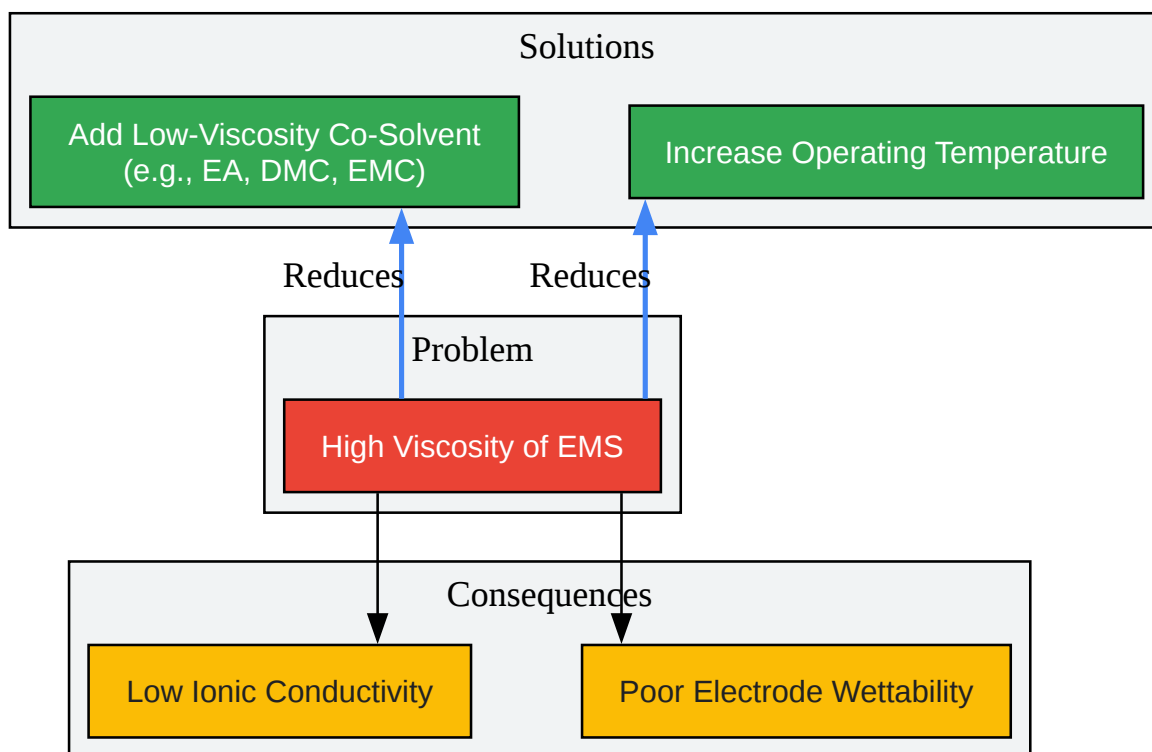 Solutions
Add Low-Viscosity Co-Solvent
(e.g., EA, DMC, EMC)
Increase Operating Temperature
Reduces
Reduces
Problem
High Viscosity of EMS
Consequences
Low Ionic Conductivity
Poor Electrode Wettability